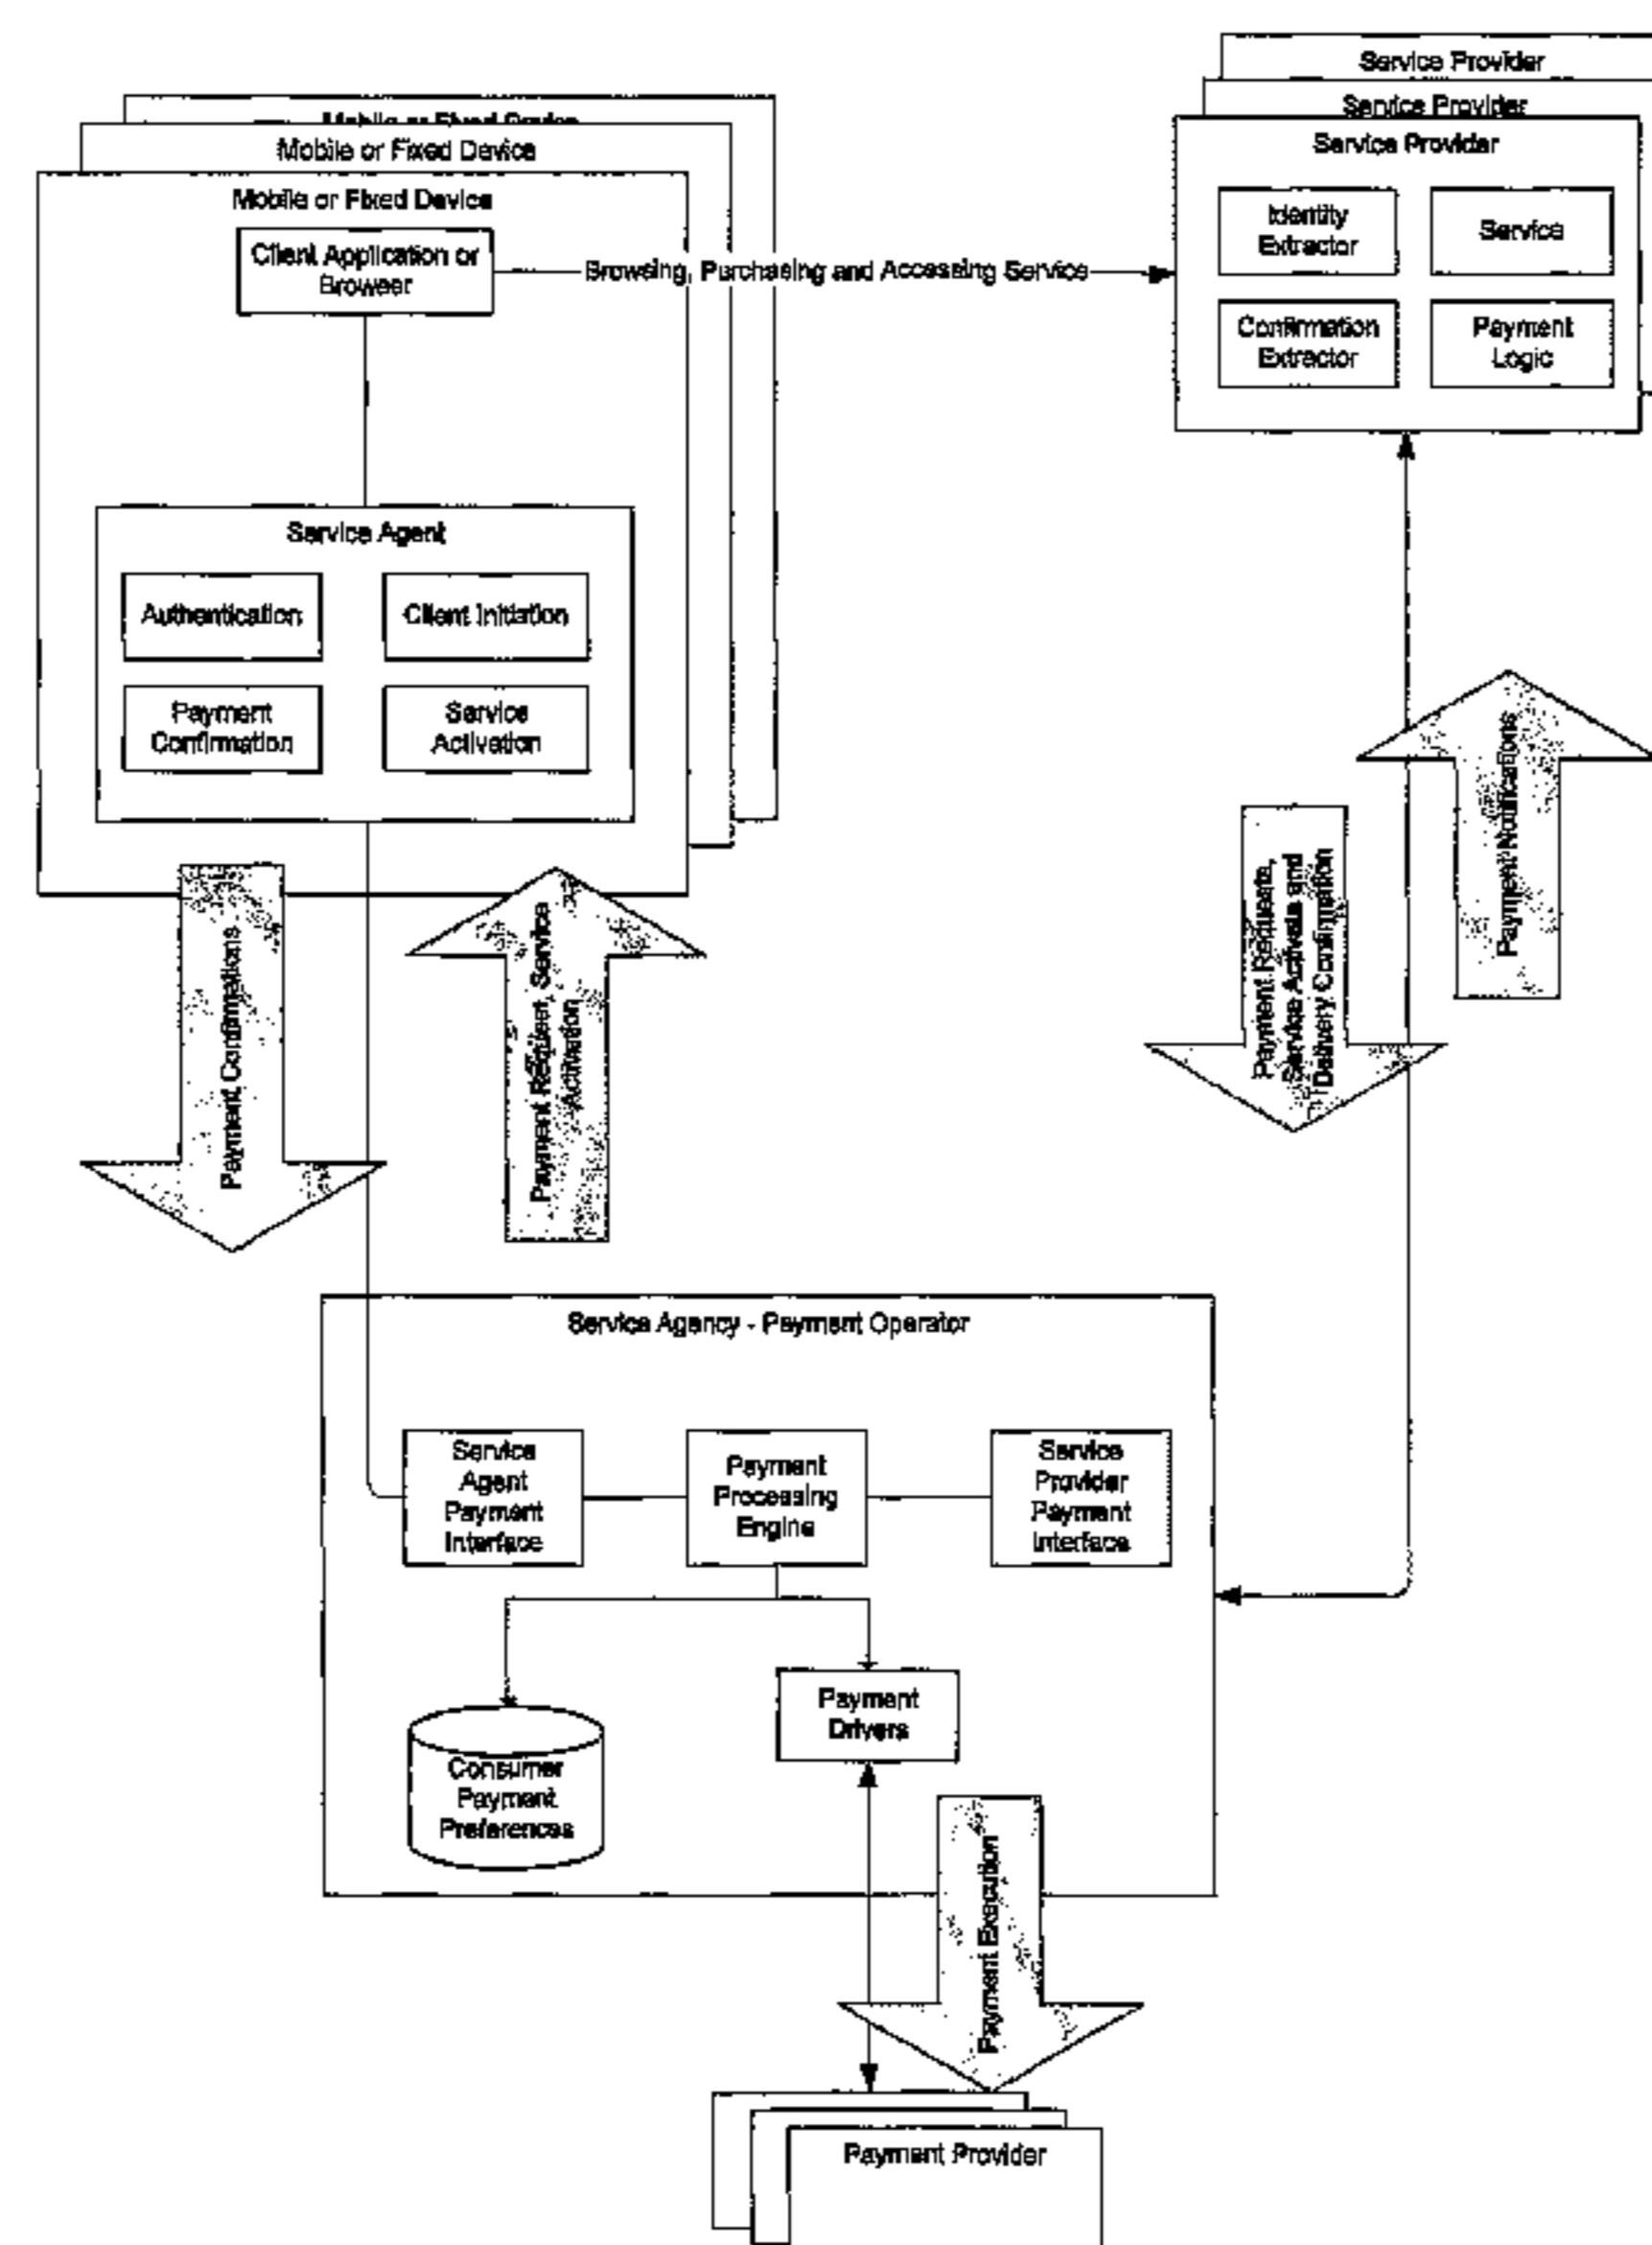 Service Provider
Service Provider
Service Provider
Identity
Extractor
Service
Confirmation
Extractor
Payment
Logic
Mobile or Fixed Device
Mobile or Fixed Device
Mobile or Fixed Device
Client Application or
Browser
Browsing, Purchasing and Accessing Service
Service Agent
Authentication
Client Initiation
Payment
Confirmation
Service
Activation
Payment Confirmations
Payment Request, Service
Activation
Payment Requests,
Service Activate and
Delivery Confirmation
Payment Notifications
Service Agency - Payment Operator
Service
Agent
Payment
Interface
Payment
Processing
Engine
Service
Provider
Payment
Interface
Payment
Drivers
Consumer
Payment
Preferences
Payment Execution
Payment Provider